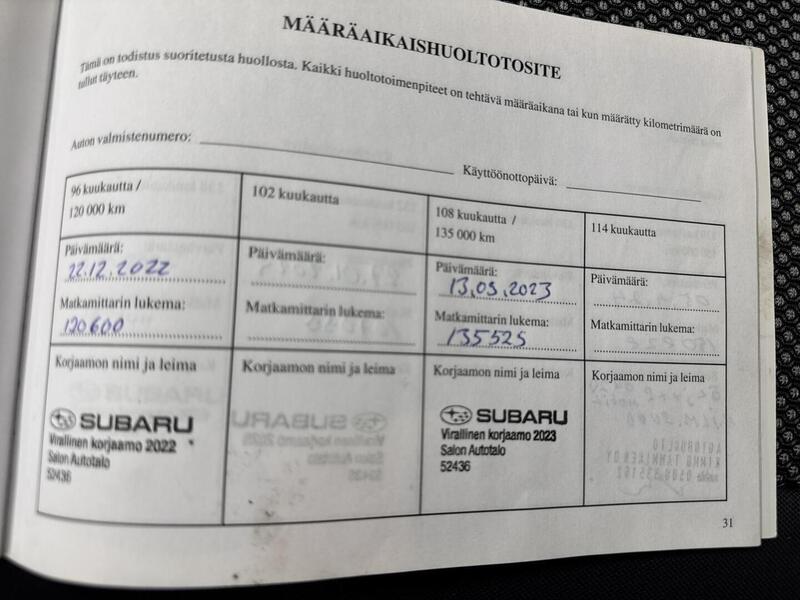 MÄÄRÄAIKAISHUOLTOTOSITE
Tämä on todistus suoritetusta huollosta. Kaikki huoltotoimenpiteet on tehtävä määräaikana tai kun määrätty kilometrimäärä on
tullut täyteen.
Auton valmistenumero:
Käyttöönottopäivä:
96 kuukautta /
120 000 km
Päivämäärä:
22.12.2022
Matkamittarin lukema:
120600
Korjaamon nimi ja leima
SUBARU
Virallinen korjaamo 2022
Salon Autotalo
52436
102 kuukautta
Päivämäärä:
Matkamittarin lukema:
Korjaamon nimi ja leima
108 kuukautta /
135 000 km
Päivämäärä:
13.09.2023
Matkamittarin lukema:
135525
Korjaamon nimi ja leima
SUBARU
Virallinen korjaamo 2023
Salon Autotalo
52436
114 kuukautta
Päivämäärä:
Matkamittarin lukema:
Korjaamon nimi ja leima
31